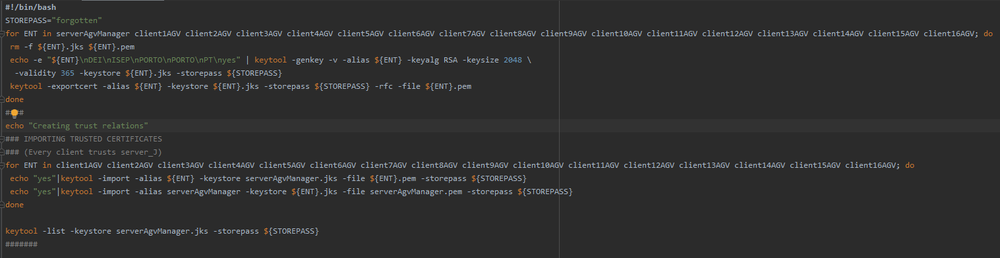 #!/bin/bash
STOREPASS="forgotten"
for ENT in serverAgvManager client1AGV client2AGV client3AGV client4AGV client5AGV client6AGV client7AGV client8AGV client9AGV client10AGV client11AGV client12AGV client13AGV client14AGV client15AGV client16AGV; do
rm -f ${ENT}.jks ${ENT}.pem
echo -e "${ENT}\nDEI\nISEP\nPORTO\nPORTO\nPT\nyes" | keytool -genkey -v -alias ${ENT} -keyalg RSA -keysize 2048 \
-validity 365 -keystore ${ENT}.jks -storepass ${STOREPASS}
keytool -exportcert -alias ${ENT} -keystore ${ENT}.jks -storepass ${STOREPASS} -rfc -file ${ENT}.pem
done
####
echo "Creating trust relations"
### IMPORTING TRUSTED CERTIFICATES
### (Every client trusts server_J)
for ENT in client1AGV client2AGV client3AGV client4AGV client5AGV client6AGV client7AGV client8AGV client9AGV client10AGV client11AGV client12AGV client13AGV client14AGV client15AGV client16AGV; do
echo "yes"|keytool -import -alias ${ENT} -keystore serverAgvManager.jks -file ${ENT}.pem -storepass ${STOREPASS}
echo "yes"|keytool -import -alias serverAgvManager -keystore ${ENT}.jks -file serverAgvManager.pem -storepass ${STOREPASS}
done
keytool -list -keystore serverAgvManager.jks -storepass ${STOREPASS}
#######